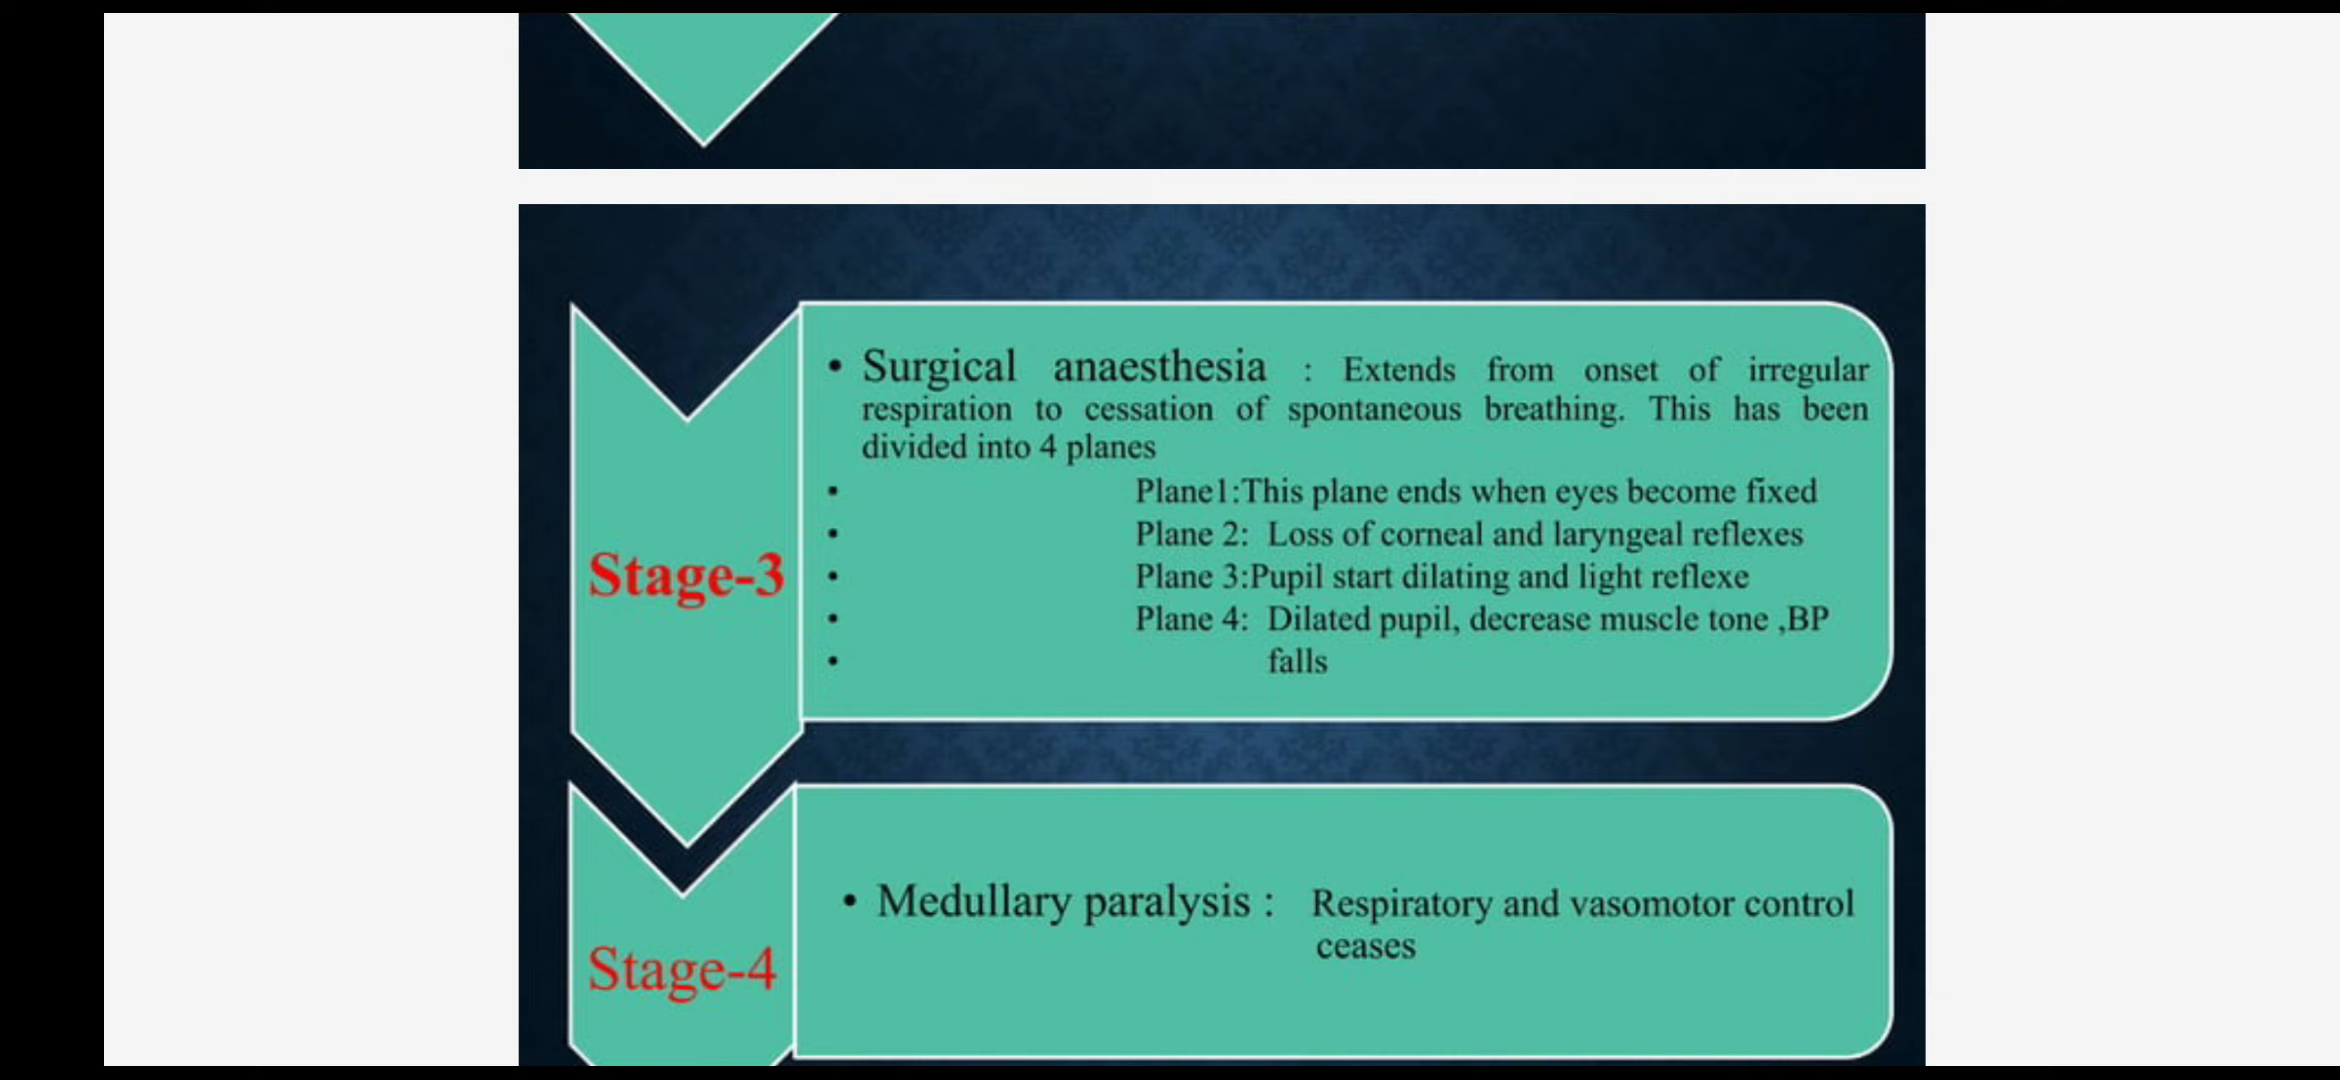 • Surgical anaesthesia : Extends from onset of irregular
respiration to cessation of spontaneous breathing. This has been
divided into 4 planes
• Plane1:This plane ends when eyes become fixed
• Plane 2: Loss of corneal and laryngeal reflexes
Stage-3
• Plane 3:Pupil start dilating and light reflexe
• Plane 4: Dilated pupil, decrease muscle tone ,BP
• falls
• Medullary paralysis : Respiratory and vasomotor control
ceases
Stage-4